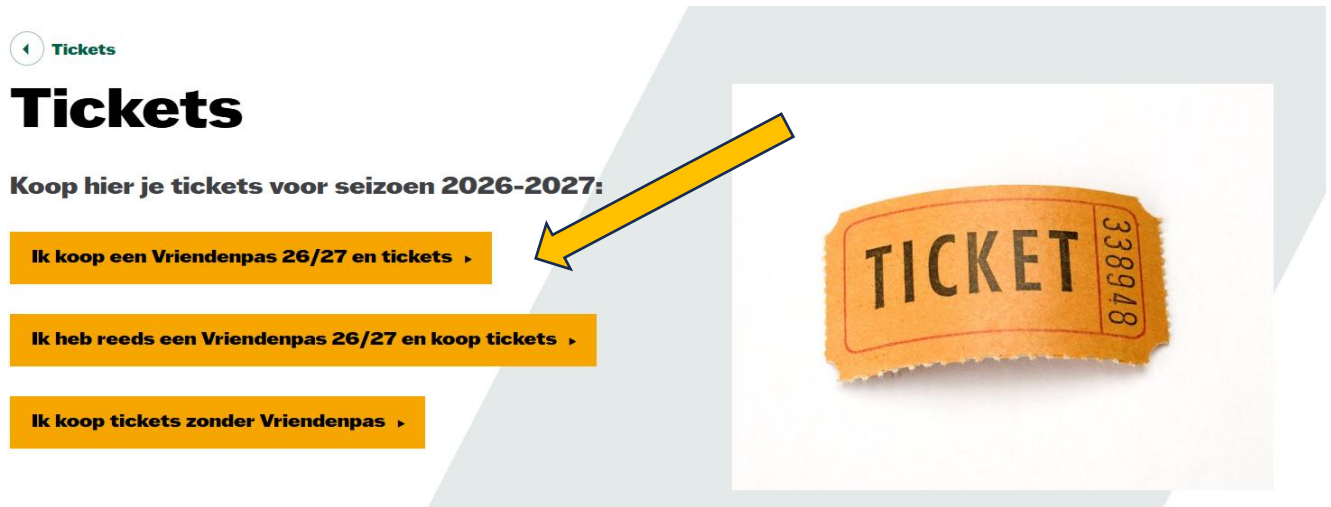 Tickets
Tickets
Koop hier je tickets voor seizoen 2026-2027:
Ik koop een Vriendenpas 26/27 en tickets
Ik heb reeds een Vriendenpas 26/27 en koop tickets
Ik koop tickets zonder Vriendenpas
TICKET
338948